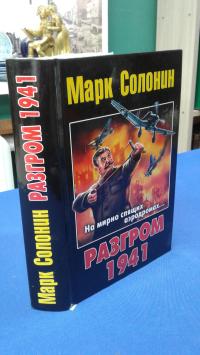 Марк Солонин РАЗГРОМ 1941
Марк Солонин
На мирно спящих
аэродромах...
РАЗГРОМ
1941